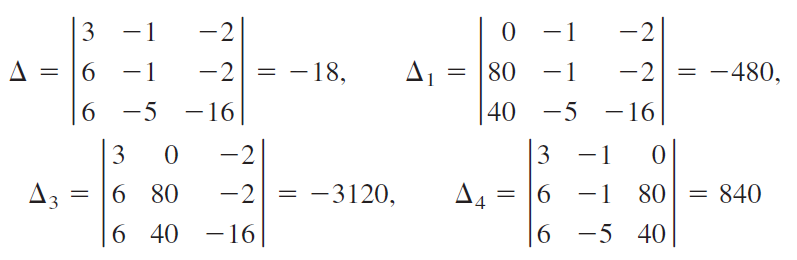 Δ = |3 −1 −2; 6 −1 −2; 6 −5 −16| = −18, Δ₁ = |0 −1 −2; 80 −1 −2; 40 −5 −16| = −480,
Δ₃ = |3 0 −2; 6 80 −2; 6 40 −16| = −3120, Δ₄ = |3 −1 0; 6 −1 80; 6 −5 40| = 840